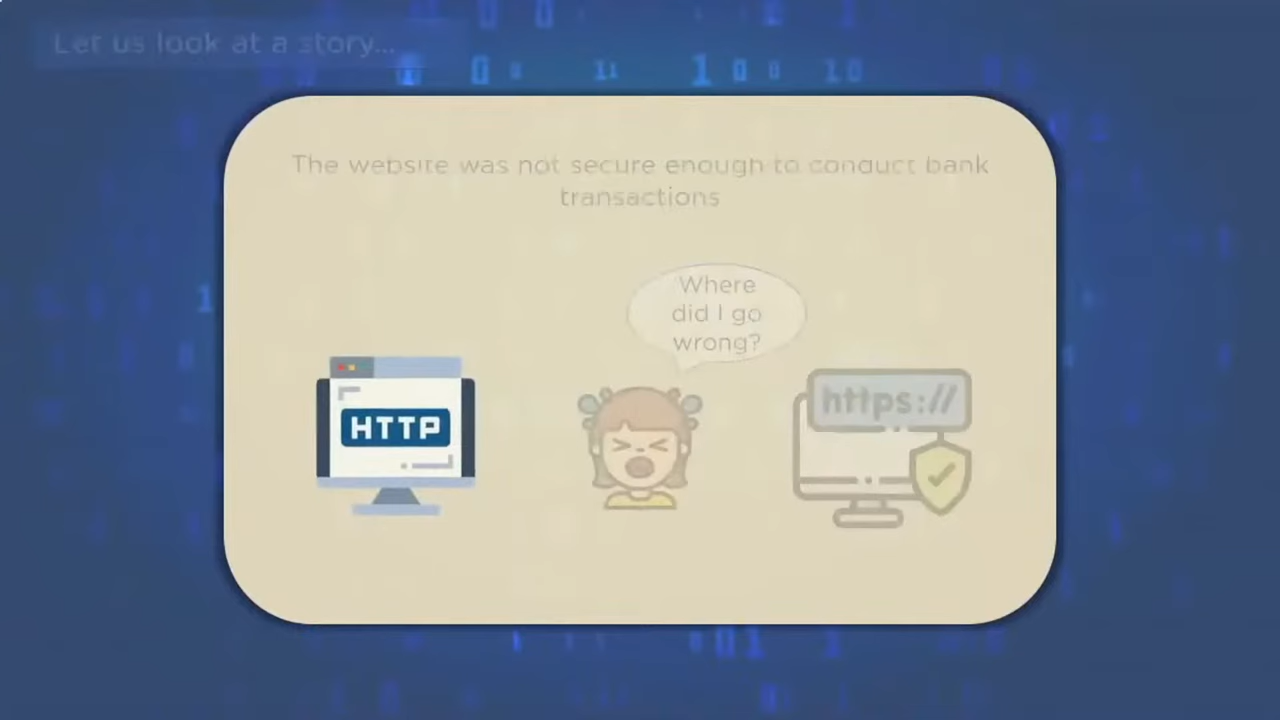 Let us look at a story...
The website was not secure enough to conduct bank
transactions
Where
did I go
wrong?
HTTP
https://